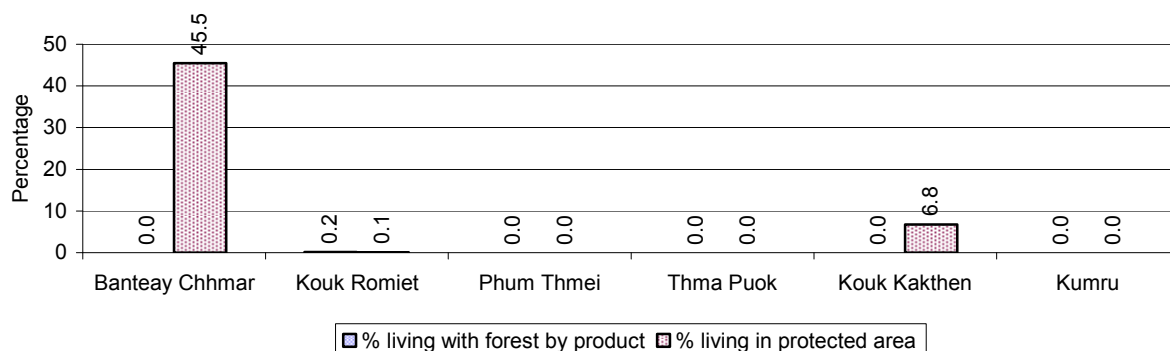 Percentage
50
40
30
20
10
0
0.0 45.5 0.2 0.1 0.0 0.0 0.0 0.0 0.0 6.8 0.0 0.0
Banteay Chhmar Kouk Romiet Phum Thmei Thma Puok Kouk Kakthen Kumru
% living with forest by product % living in protected area